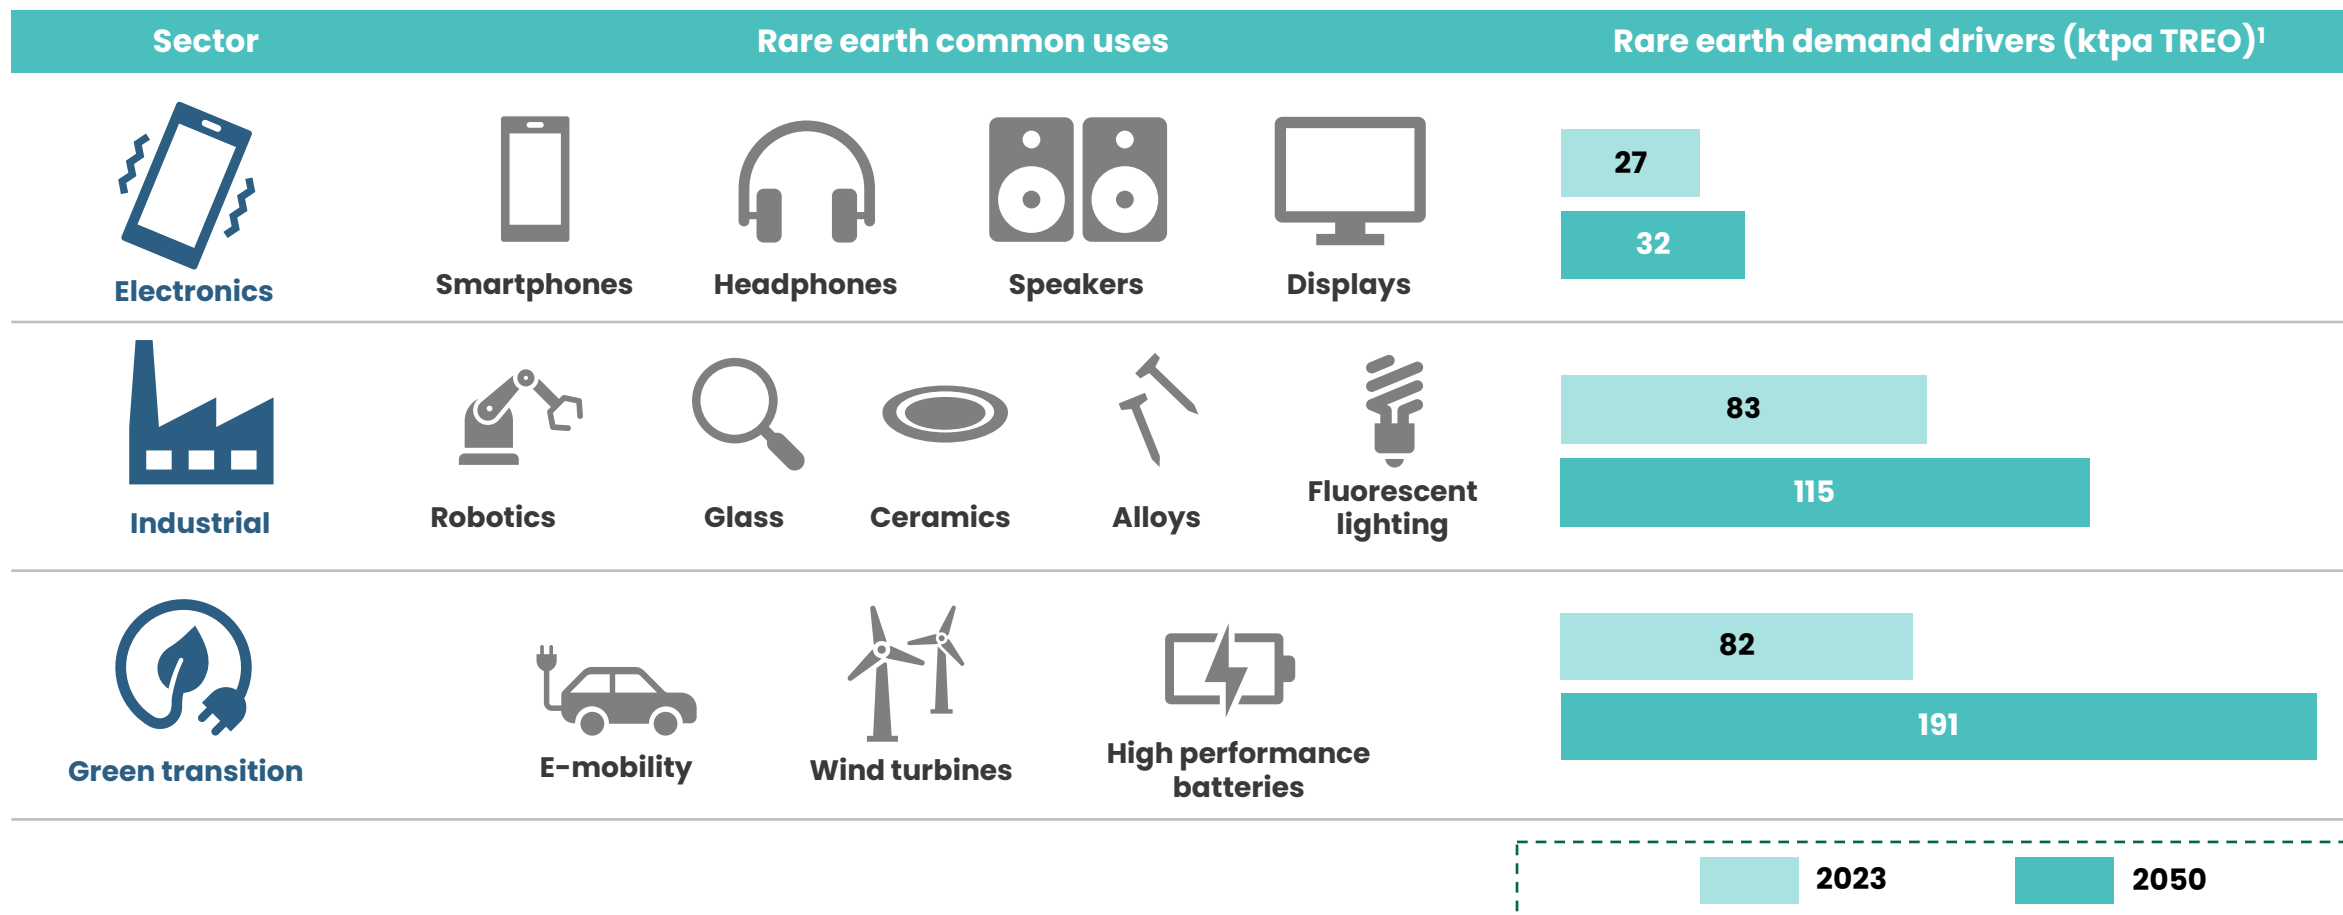 Sector
Rare earth common uses
Rare earth demand drivers (ktpa TREO)¹
Electronics
Smartphones
Headphones
Speakers
Displays
27
32
Industrial
Robotics
Glass
Ceramics
Alloys
Fluorescent
lighting
83
115
Green transition
E-mobility
Wind turbines
High performance
batteries
82
191
2023
2050